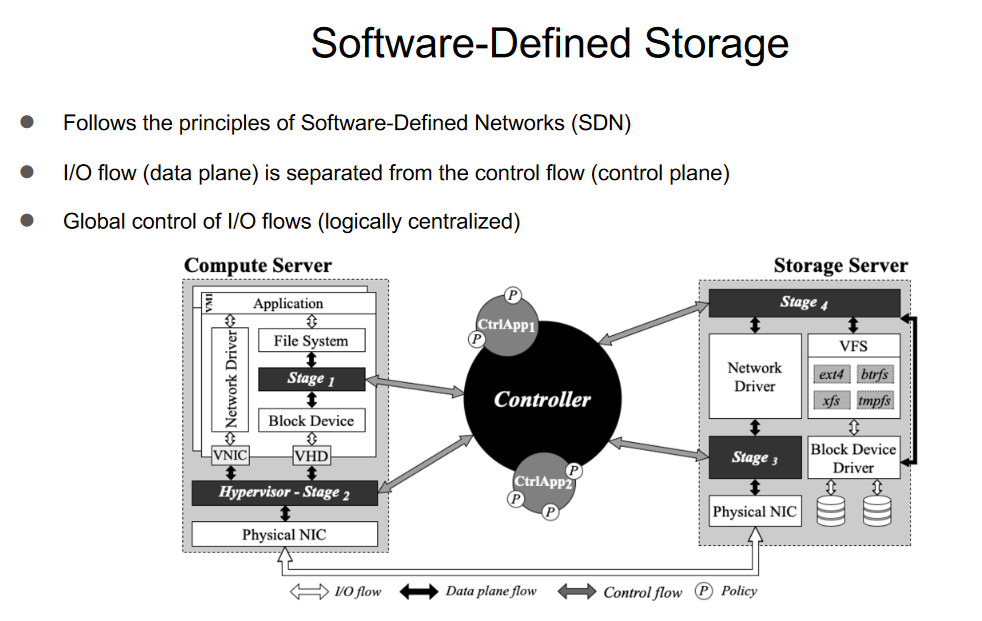 Software-Defined Storage
Follows the principles of Software-Defined Networks (SDN)
I/O flow (data plane) is separated from the control flow (control plane)
Global control of I/O flows (logically centralized)
Compute Server
VM1
Application
Network Driver
File System
Stage 1
Block Device
VNIC
VHD
Hypervisor - Stage 2
Physical NIC
P
CtrlApp1
P
Controller
CtrlApp2
P
P
P
Storage Server
Stage 4
Network
Driver
VFS
ext4
btrfs
xfs
tmpfs
Stage 3
Block Device
Driver
Physical NIC
I/O flow
Data plane flow
Control flow
P
Policy